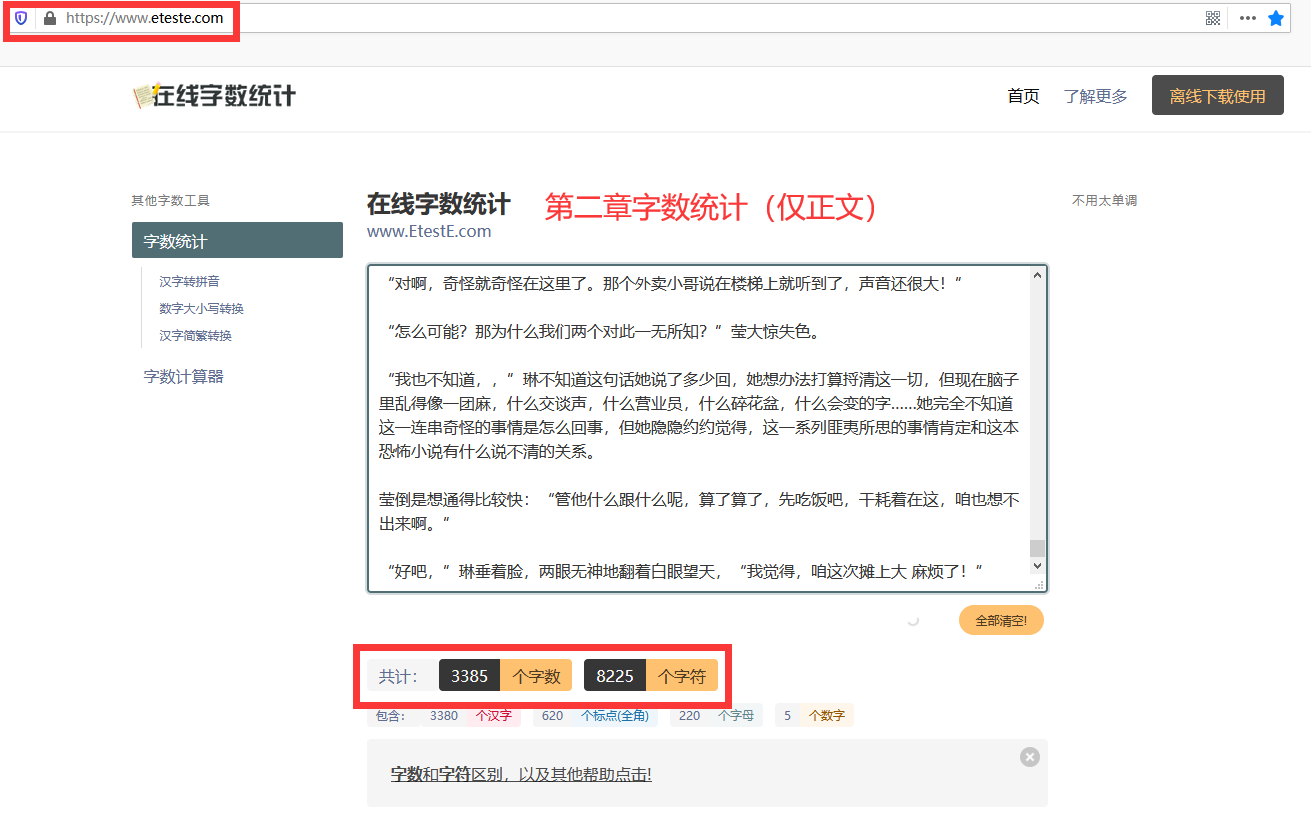 https://www.eteste.com
在线字数统计
首页
了解更多
离线下载使用
其他字数工具
字数统计
汉字转拼音
数字大小写转换
汉字简繁转换
字数计算器
在线字数统计
第二章字数统计（仅正文）
www.EtestE.com
不用太单调
“对啊，奇怪就奇怪在这里了。那个外卖小哥说在楼梯上就听到了，声音还很大！”
“怎么可能？那为什么我们两个对此一无所知？”莹大惊失色。
“我也不知道，，”琳不知道这句话她说了多少回，她想办法打算捋清这一切，但现在脑子
里乱得像一团麻，什么交谈声，什么营业员，什么碎花盆，什么会变的字......她完全不知道
这一连串奇怪的事情是怎么回事，但她隐隐约约觉得，这一系列匪夷所思的事情肯定和这本
恐怖小说有什么说不清的关系。
莹倒是想通得比较快：“管他什么跟什么呢，算了算了，先吃饭吧，干耗着在这，咱也想不
出来啊。”
“好吧，”琳垂着脸，两眼无神地翻着白眼望天，“我觉得，咱这次摊上大 麻烦了！“
全部清空!
共计： 3385 个字数 8225 个字符
包含： 3380 个汉字 620 个标点(全角) 220 个字母 5 个数字
字数和字符区别，以及其他帮助点击!